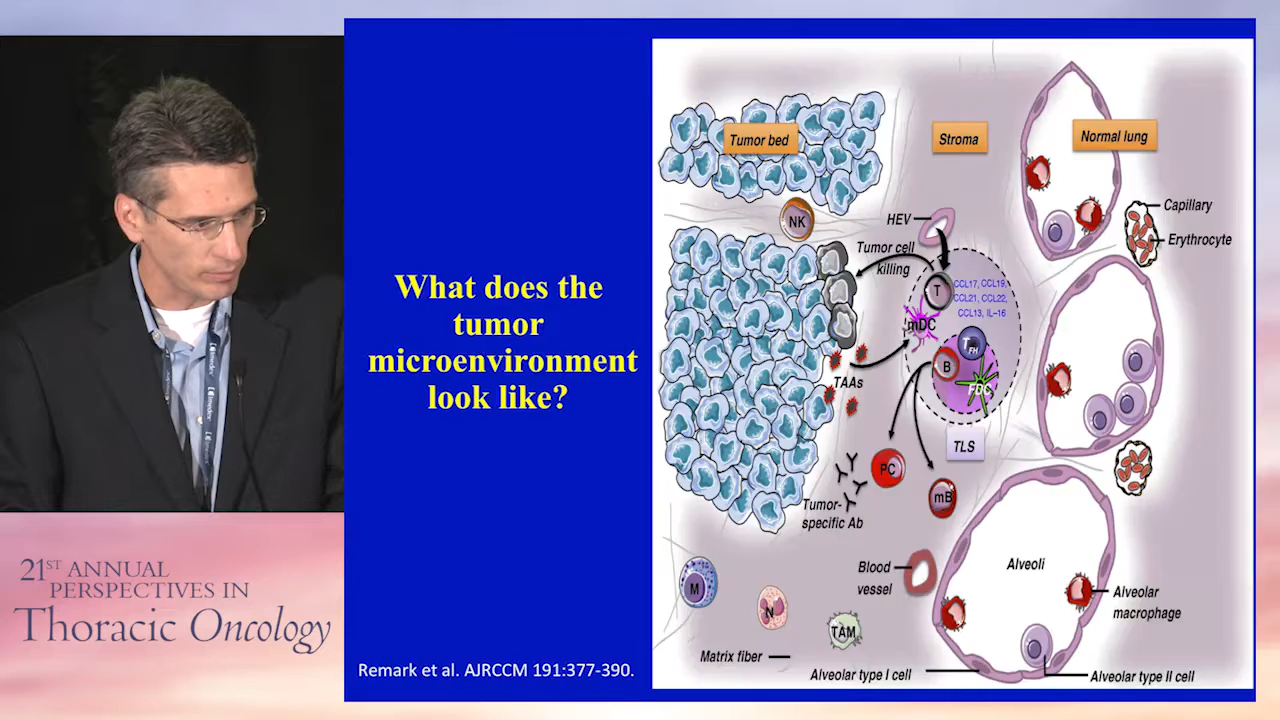 What does the
tumor
microenvironment
look like?
Remark et al. AJRCCM 191:377-390.
Tumor bed
Stroma
Normal lung
NK
HEV
Capillary
Erythrocyte
Tumor cell
killing
T
CCL17, CCL19,
CCL21, CCL22,
CCL13, IL-16
mDC
TFH
B
FDC
TAAs
TLS
PC
mB
Tumor-
specific Ab
Blood
vessel
Alveoli
M
N
TAM
Alveolar
macrophage
Matrix fiber
Alveolar type I cell
Alveolar type II cell
21ST ANNUAL
PERSPECTIVES IN
Thoracic Oncology